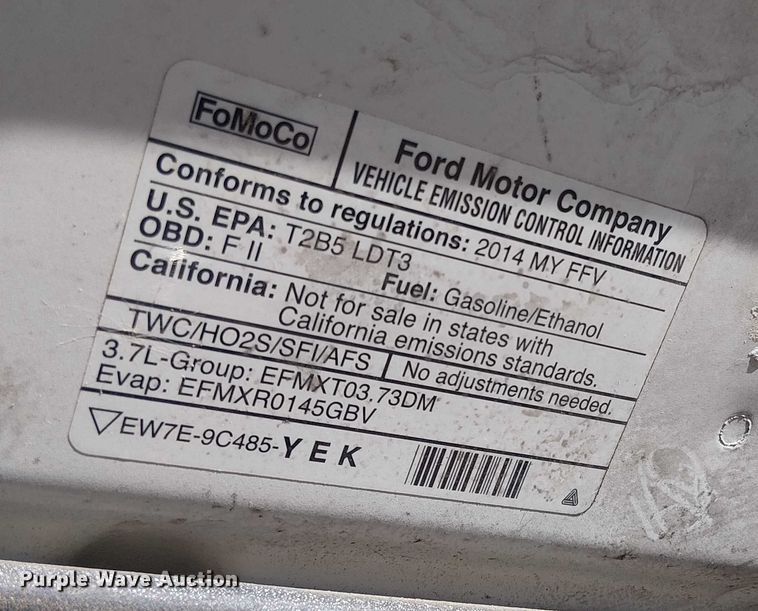 FoMoCo
Ford Motor Company
VEHICLE EMISSION CONTROL INFORMATION
Conforms to regulations: 2014 MY FFV
U.S. EPA: T2B5 LDT3
OBD: F II
Fuel: Gasoline/Ethanol
California: Not for sale in states with
California emissions standards.
TWC/HO2S/SFI/AFS
No adjustments needed.
3.7L-Group: EFMXT03.73DM
Evap: EFMXR0145GBV
EW7E-9C485-YEK
Purple Wave Auction